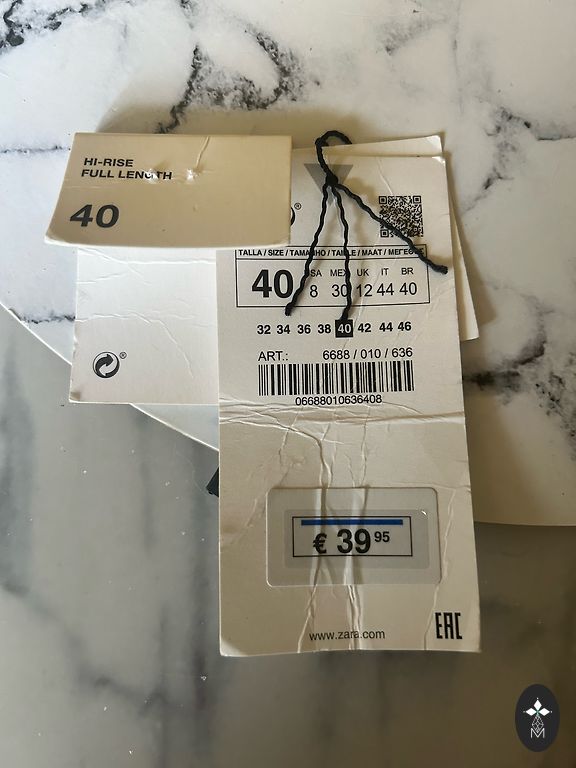 HI-RISE
FULL LENGTH
40
®
®
TALLA / SIZE / TAMANHO / TAILLE / MAAT /
40
USA MEX UK IT BR
8 30 12 44 40
32 34 36 38 40 42 44 46
ART.: 6688 / 010 / 636
06688010636408
€ 39 95
www.zara.com
EAC
M